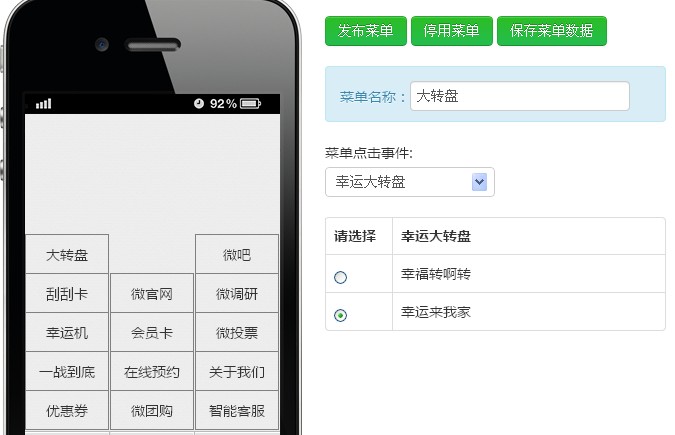 发布菜单 停用菜单 保存菜单数据
92%
菜单名称： 大转盘
菜单点击事件:
幸运大转盘
请选择 幸运大转盘
幸福转啊转
幸运来我家
大转盘 微吧
刮刮卡 微官网 微调研
幸运机 会员卡 微投票
一战到底 在线预约 关于我们
优惠券 微团购 智能客服